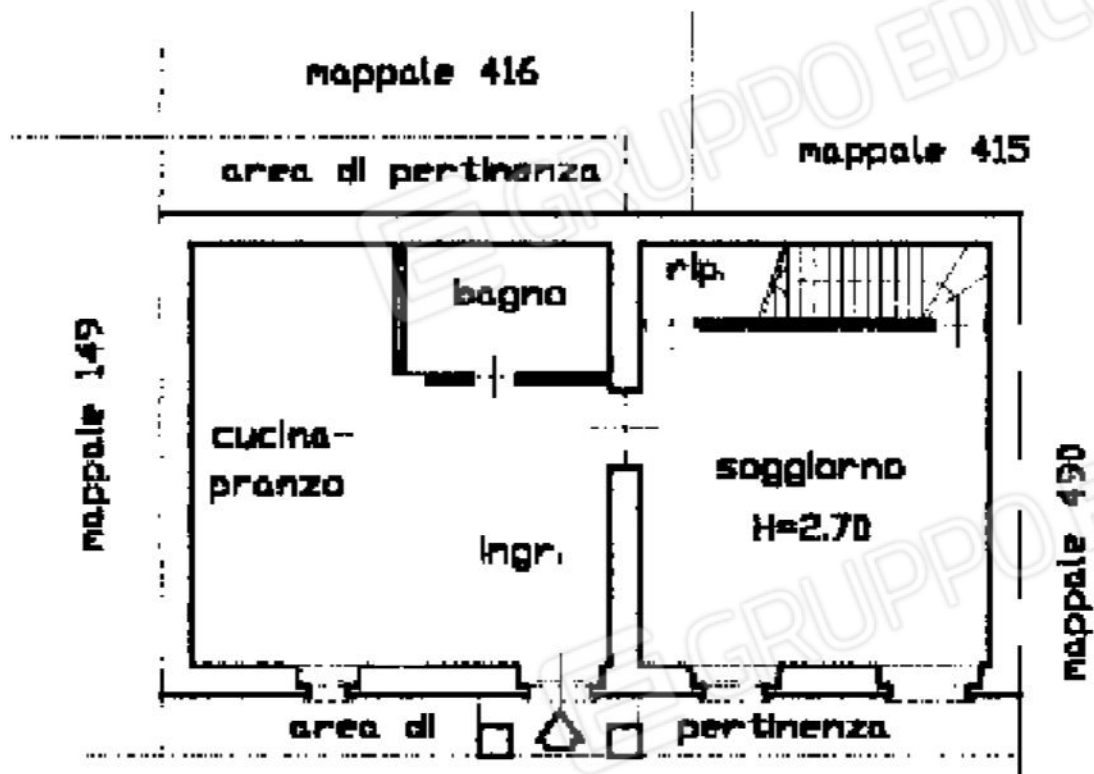 mappale 416
mappale 415
area di pertinenza
rip.
bagno
mappale 149
cucina-
pranzo
soggiorno
H=2.70
ingr.
mappale 490
area di pertinenza
GRUPPO EDIC
GRUPPO E